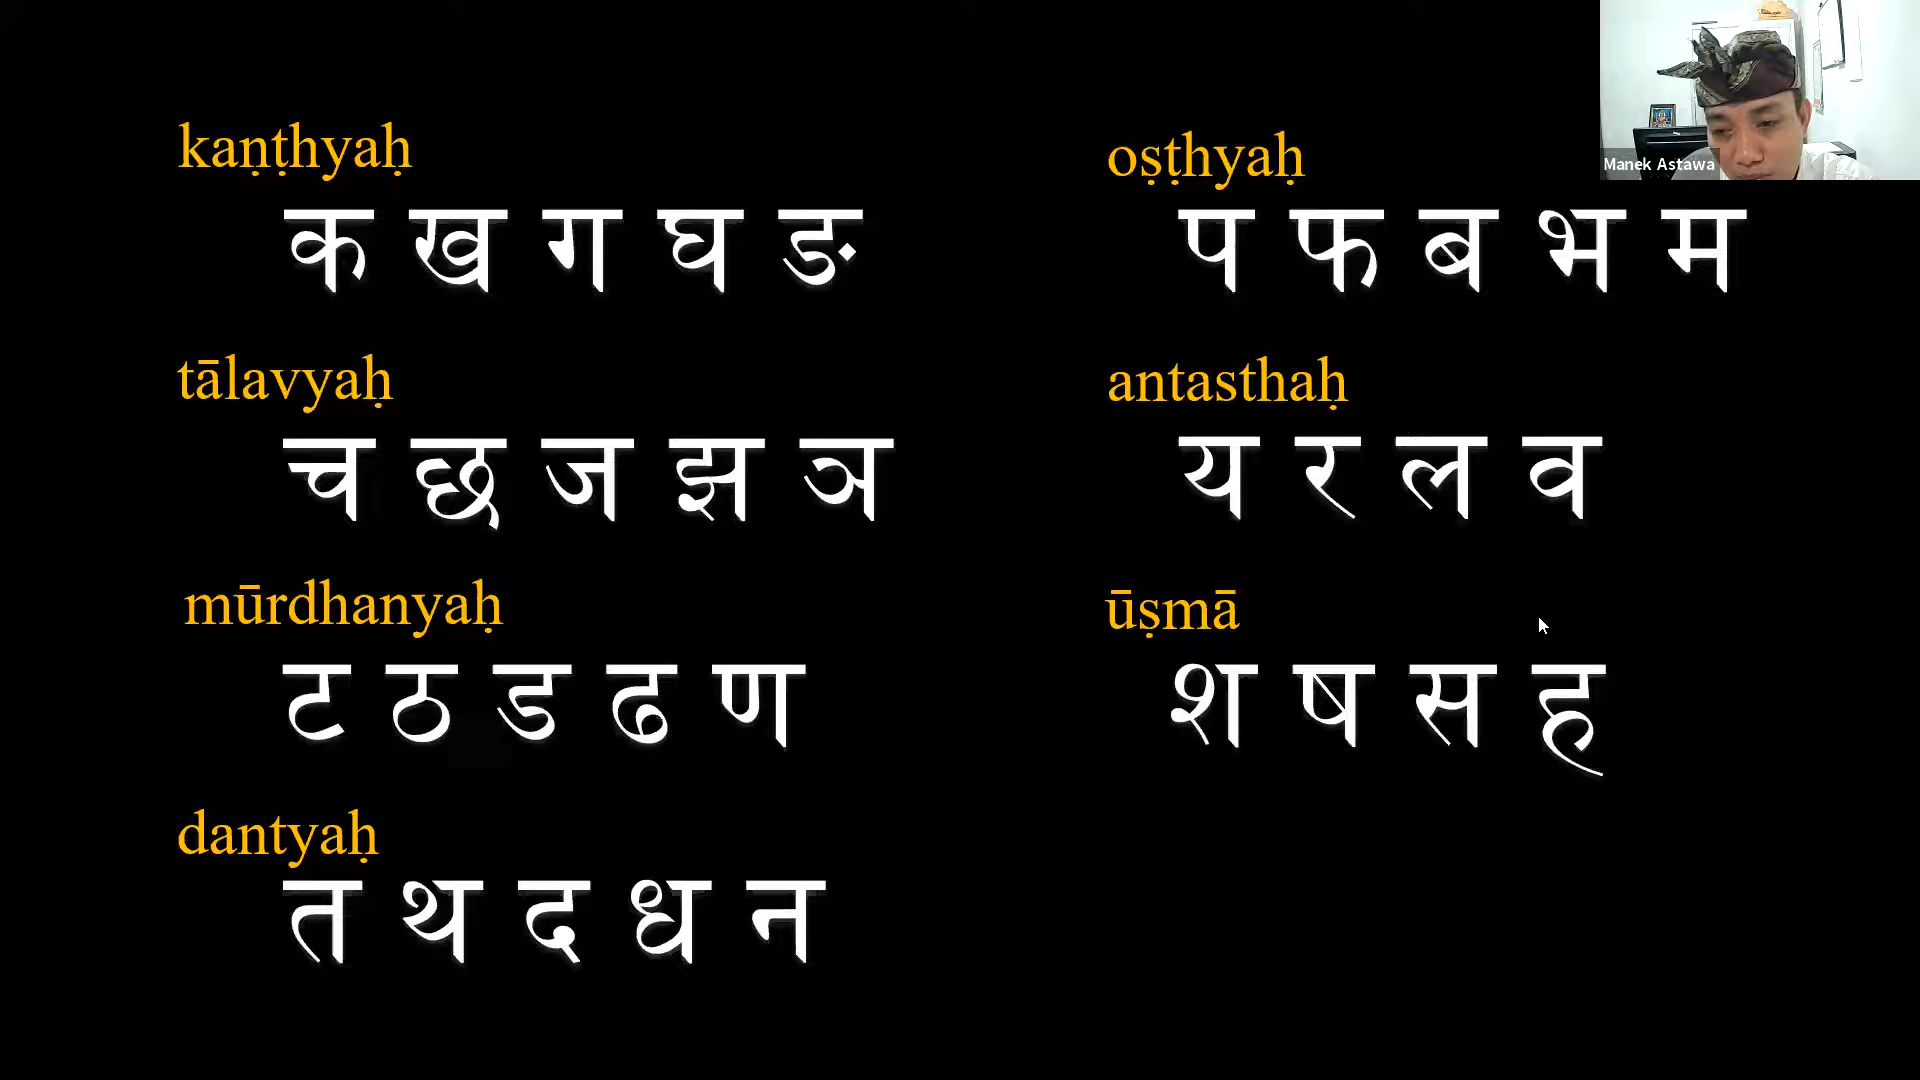 kaṇṭhyaḥ
क ख ग घ ङ
tālavyaḥ
च छ ज झ ञ
mūrdhanyaḥ
ट ठ ड ढ ण
dantyaḥ
त थ द ध न
oṣṭhyaḥ
प फ ब भ म
antasthaḥ
य र ल व
ūṣmā
श ष स ह
Manek Astawa